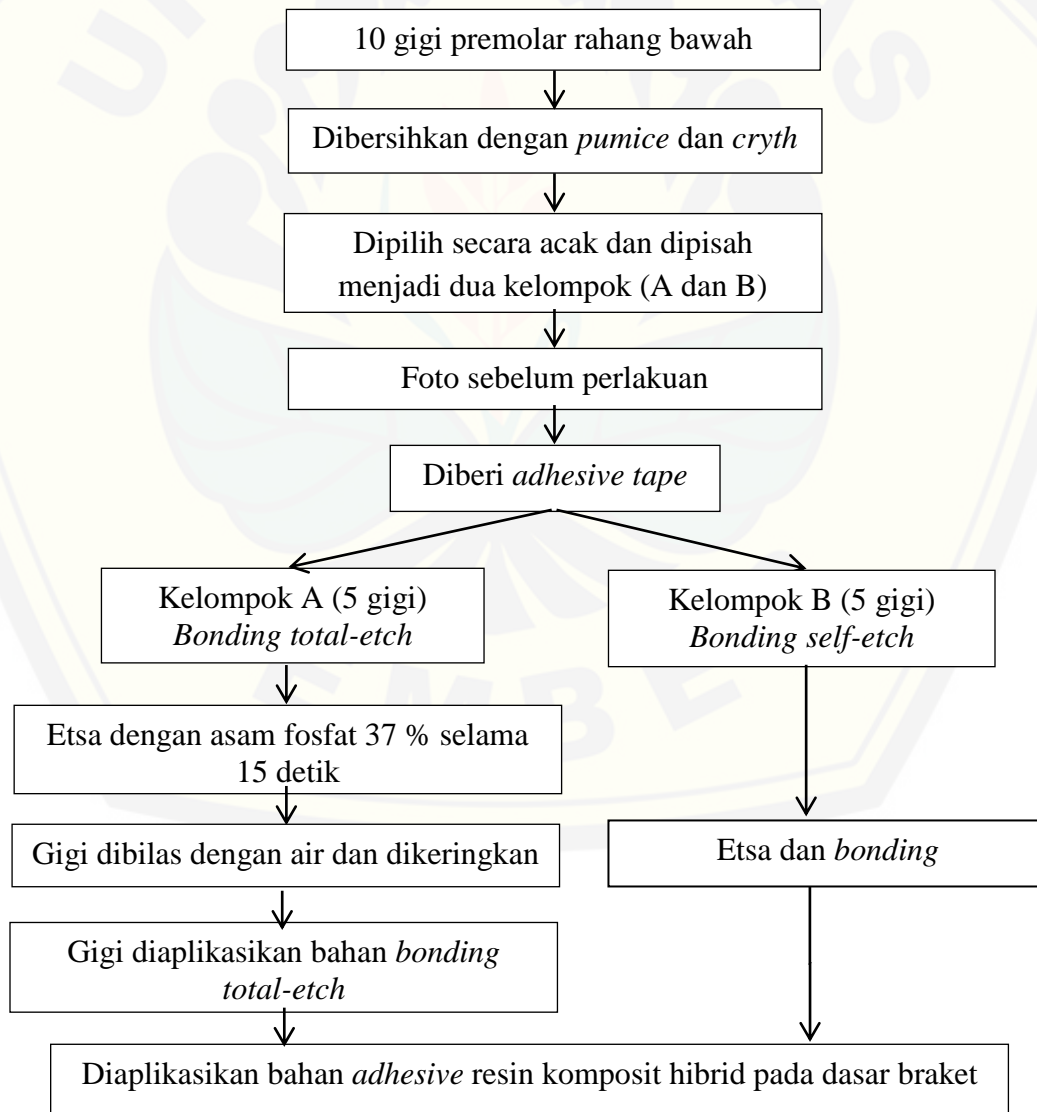 10 gigi premolar rahang bawah
Dibersihkan dengan pumice dan cryth
Dipilih secara acak dan dipisah
menjadi dua kelompok (A dan B)
Foto sebelum perlakuan
Diberi adhesive tape
Kelompok A (5 gigi)
Bonding total-etch
Kelompok B (5 gigi)
Bonding self-etch
Etsa dengan asam fosfat 37 % selama
15 detik
Gigi dibilas dengan air dan dikeringkan
Etsa dan bonding
Gigi diaplikasikan bahan bonding
total-etch
Diaplikasikan bahan adhesive resin komposit hibrid pada dasar braket